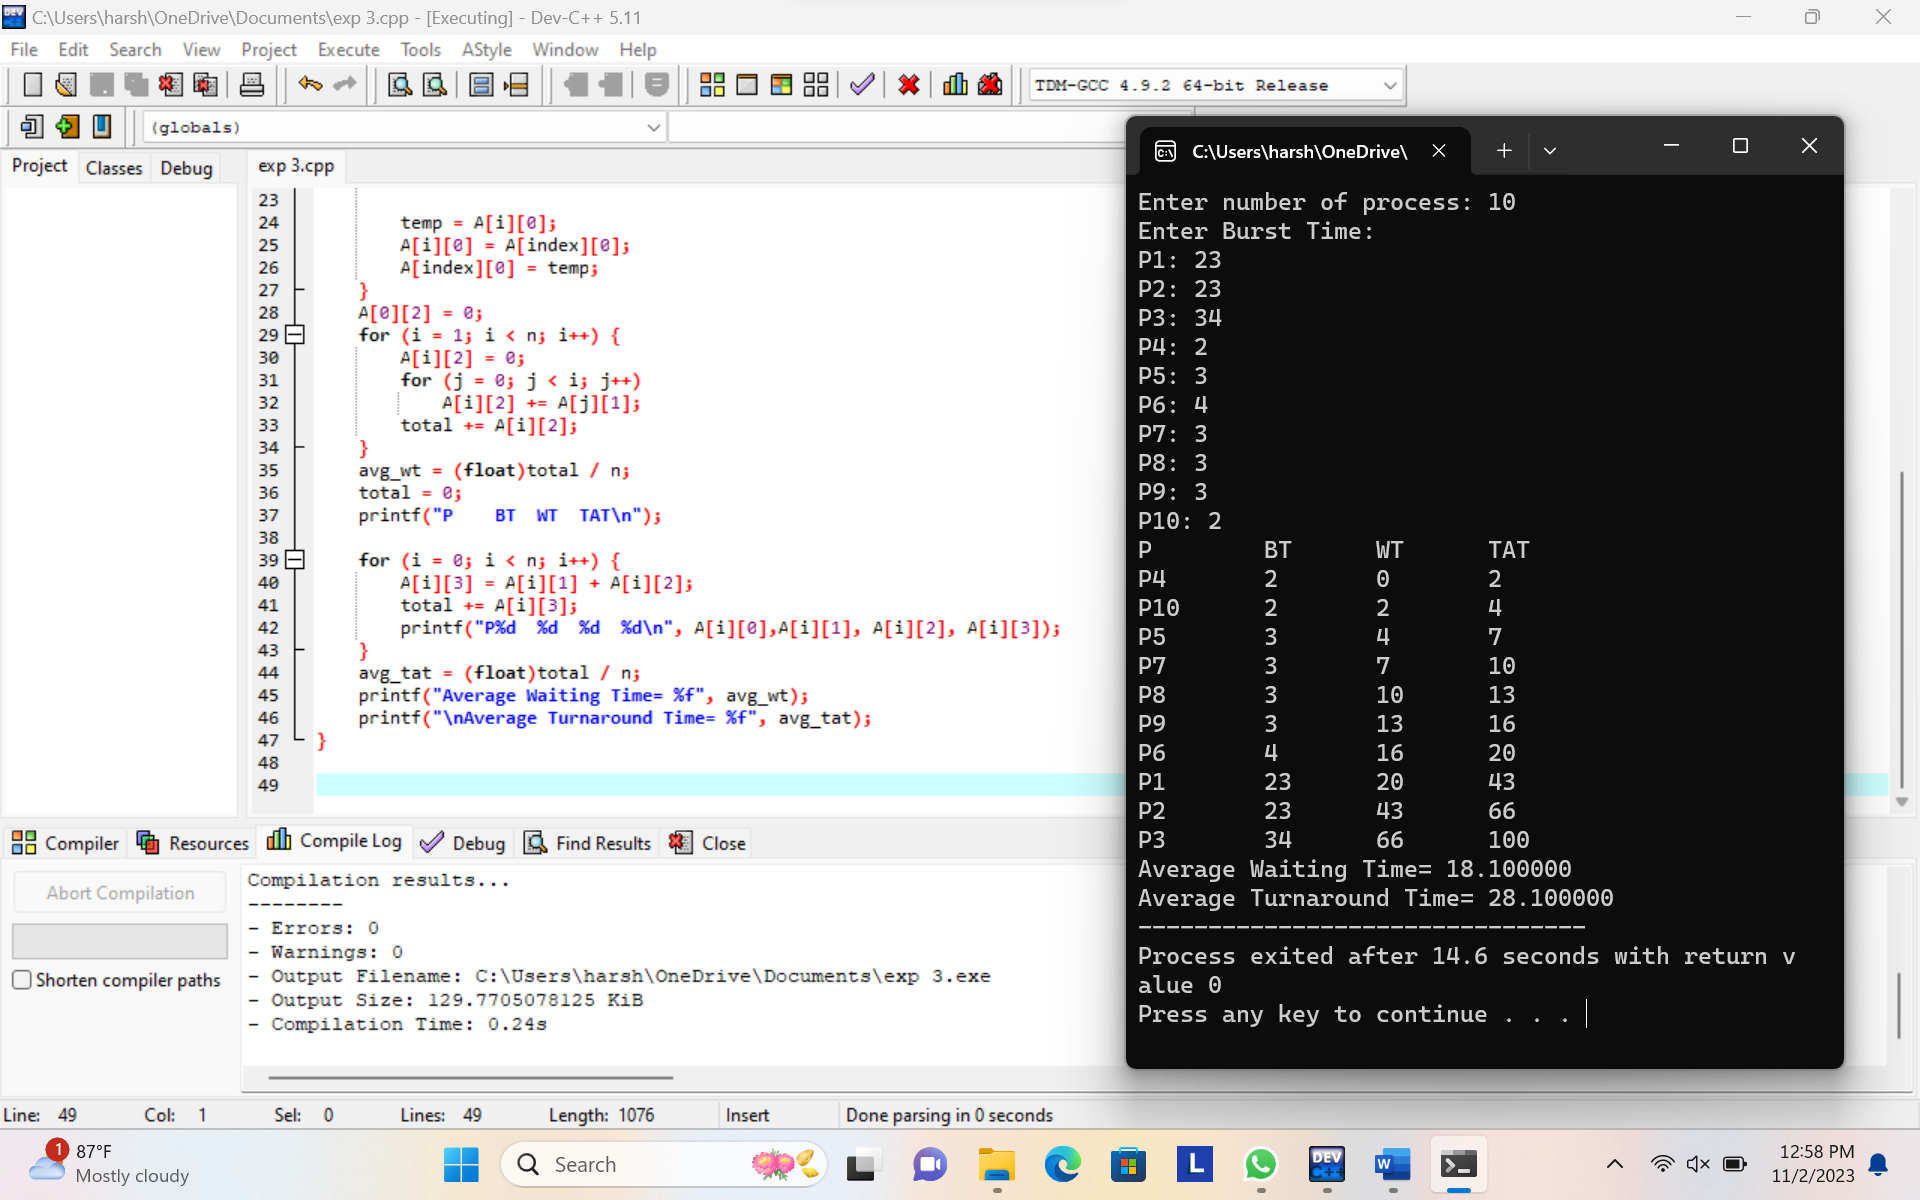 C:\Users\harsh\OneDrive\Documents\exp 3.cpp - [Executing] - Dev-C++ 5.11
File Edit Search View Project Execute Tools AStyle Window Help
TDM-GCC 4.9.2 64-bit Release
(globals)
Project Classes Debug
exp 3.cpp
23
24 temp = A[i][0];
25 A[i][0] = A[index][0];
26 A[index][0] = temp;
27 }
28 A[0][2] = 0;
29 for (i = 1; i < n; i++) {
30 A[i][2] = 0;
31 for (j = 0; j < i; j++)
32 A[i][2] += A[j][1];
33 total += A[i][2];
34 }
35 avg_wt = (float)total / n;
36 total = 0;
37 printf("P    BT  WT  TAT\n");
38
39 for (i = 0; i < n; i++) {
40 A[i][3] = A[i][1] + A[i][2];
41 total += A[i][3];
42 printf("P%d  %d  %d  %d\n", A[i][0],A[i][1], A[i][2], A[i][3]);
43 }
44 avg_tat = (float)total / n;
45 printf("Average Waiting Time= %f", avg_wt);
46 printf("\nAverage Turnaround Time= %f", avg_tat);
47 }
48
49
C:\Users\harsh\OneDrive\
Enter number of process: 10
Enter Burst Time:
P1: 23
P2: 23
P3: 34
P4: 2
P5: 3
P6: 4
P7: 3
P8: 3
P9: 3
P10: 2
P BT WT TAT
P4 2 0 2
P10 2 2 4
P5 3 4 7
P7 3 7 10
P8 3 10 13
P9 3 13 16
P6 4 16 20
P1 23 20 43
P2 23 43 66
P3 34 66 100
Average Waiting Time= 18.100000
Average Turnaround Time= 28.100000
--------------------------------
Process exited after 14.6 seconds with return v
alue 0
Press any key to continue . . .
Compiler Resources Compile Log Debug Find Results Close
Abort Compilation
Shorten compiler paths
Compilation results...
--------
- Errors: 0
- Warnings: 0
- Output Filename: C:\Users\harsh\OneDrive\Documents\exp 3.exe
- Output Size: 129.7705078125 KiB
- Compilation Time: 0.24s
Line: 49 Col: 1 Sel: 0 Lines: 49 Length: 1076 Insert Done parsing in 0 seconds
1
87°F
Mostly cloudy
Search
L
DEV C++
W
12:58 PM
11/2/2023